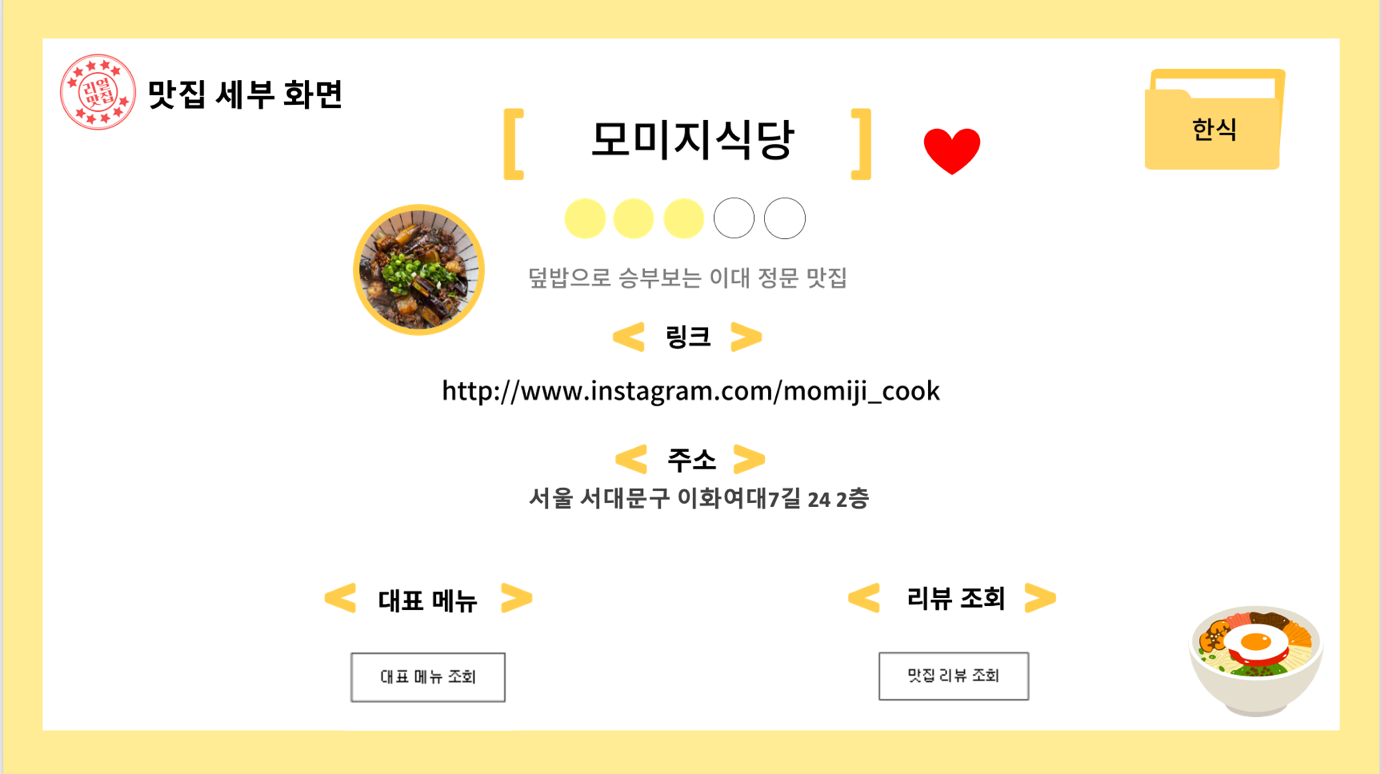 리얼
맛집
맛집 세부 화면
[ 모미지식당 ]
한식
덮밥으로 승부보는 이대 정문 맛집
< 링크 >
http://www.instagram.com/momiji_cook
< 주소 >
서울 서대문구 이화여대7길 24 2층
< 대표 메뉴 >
< 리뷰 조회 >
대표 메뉴 조회
맛집 리뷰 조회